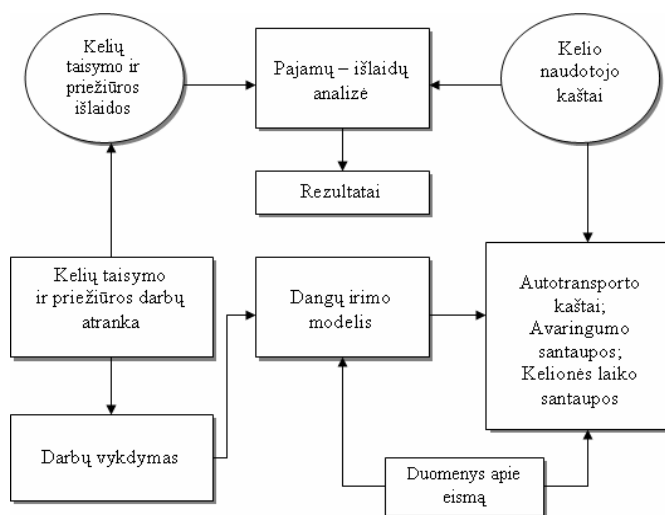 Kelių
taisymo ir
priežiūros
išlaidos
Pajamų – išlaidų
analizė
Kelio
naudotojo
kaštai
Rezultatai
Kelių taisymo
ir priežiūros darbų
atranka
Dangų irimo
modelis
Autotransporto
kaštai;
Avaringumo
santaupos;
Kelionės laiko
santaupos
Darbų vykdymas
Duomenys apie
eismą